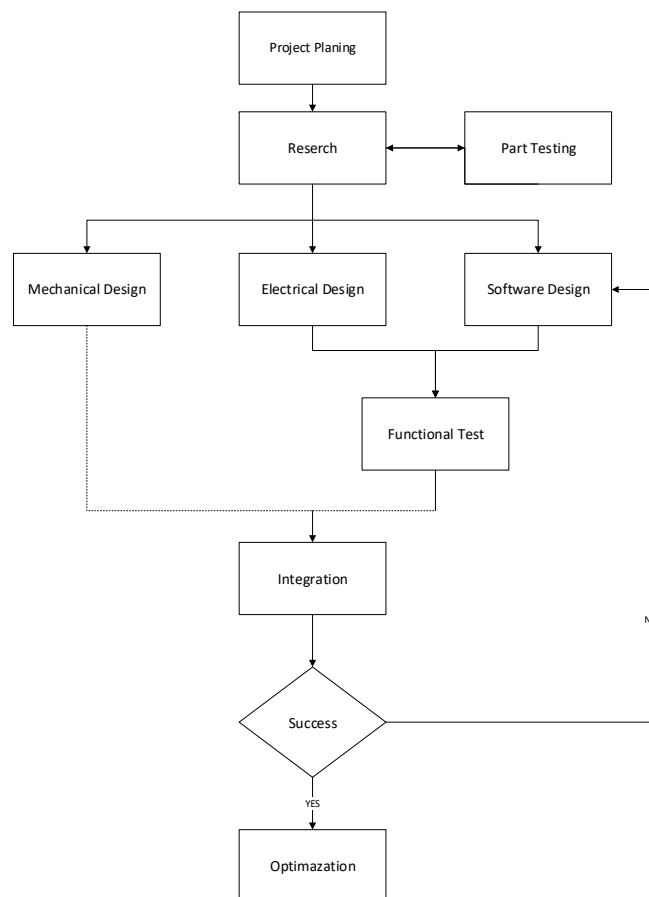 Project Planing
Reserch
Part Testing
Mechanical Design
Electrical Design
Software Design
Functional Test
Integration
N
Success
YES
Optimazation